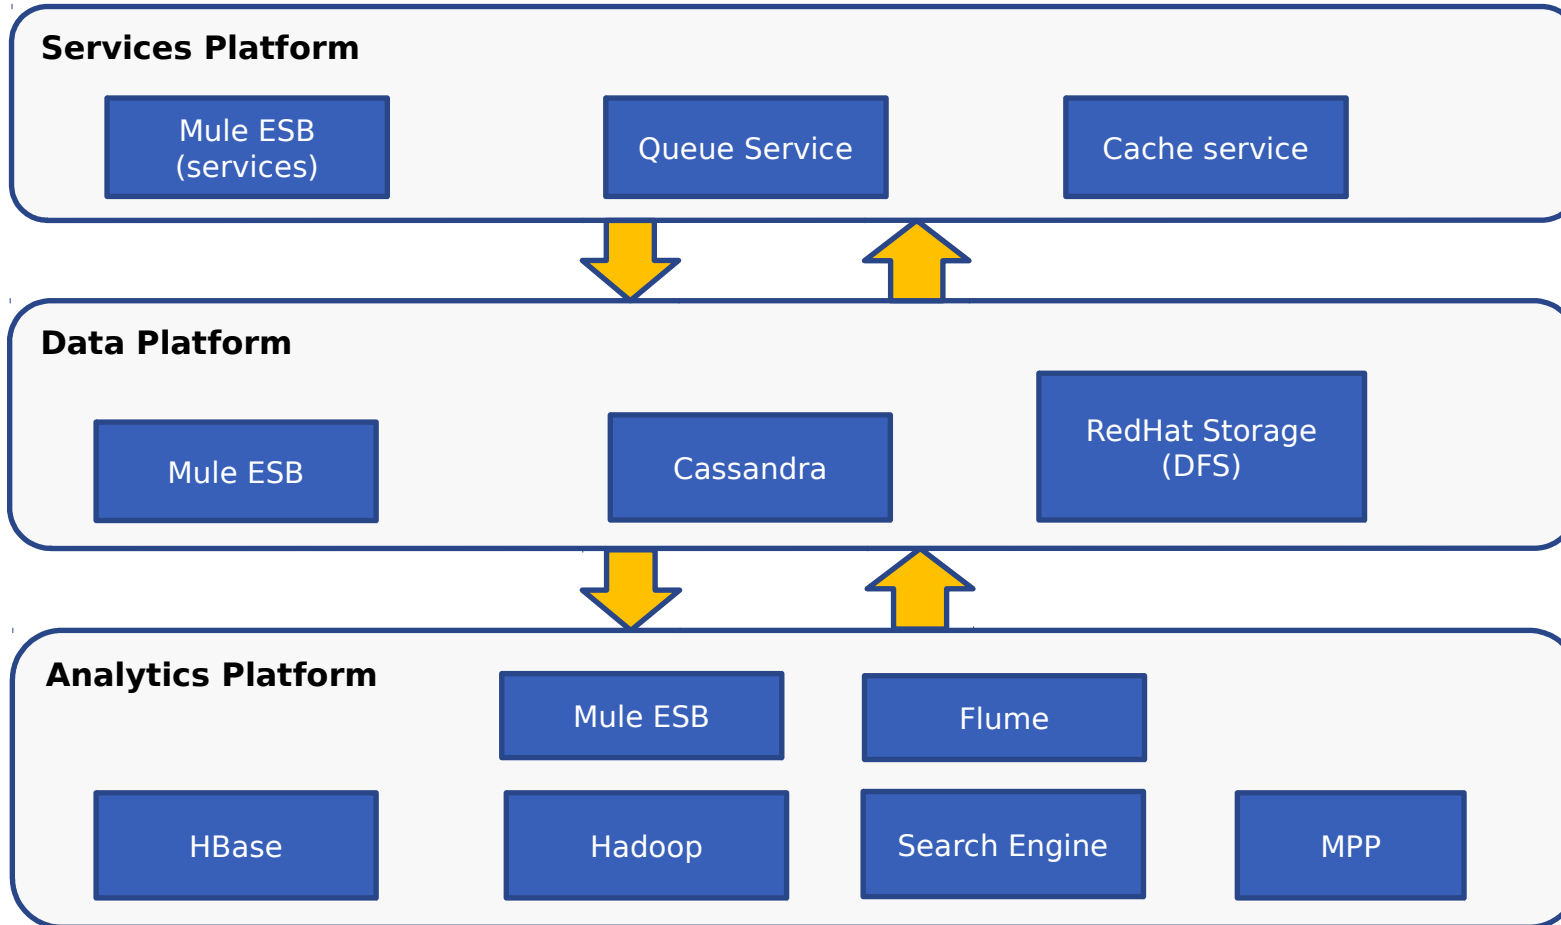 Services Platform
Mule ESB
(services)
Queue Service
Cache service
Data Platform
Mule ESB
Cassandra
RedHat Storage
(DFS)
Analytics Platform
Mule ESB
Flume
HBase
Hadoop
Search Engine
MPP